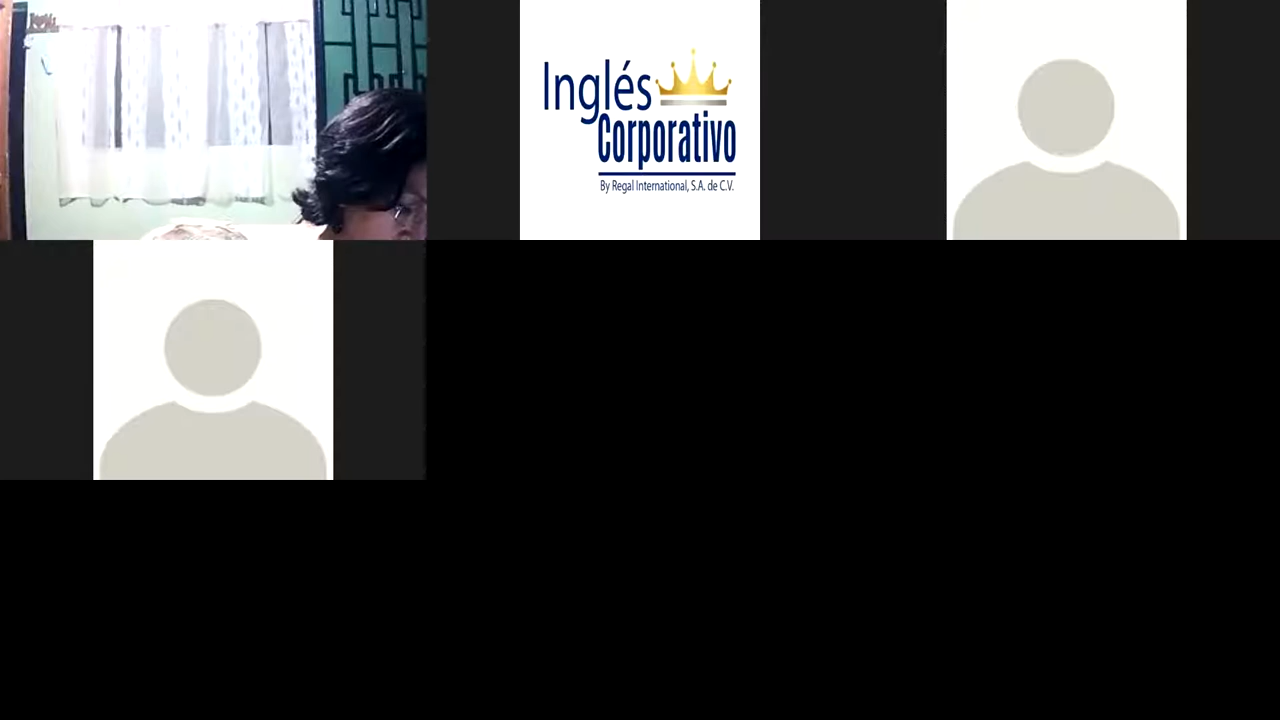 Inglés
Corporativo
By Regal International, S.A. de C.V.